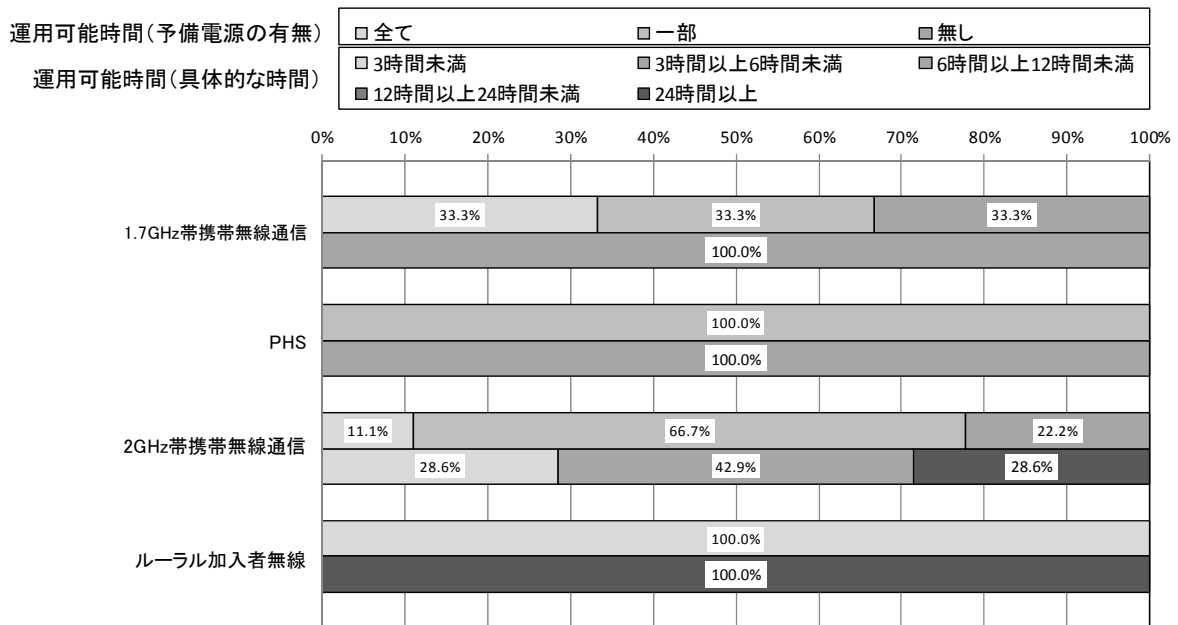 運用可能時間(予備電源の有無) □全て □一部 ■無し
運用可能時間(具体的な時間) □3時間未満 ■3時間以上6時間未満 ■6時間以上12時間未満
■12時間以上24時間未満 ■24時間以上
0% 10% 20% 30% 40% 50% 60% 70% 80% 90% 100%
33.3% 33.3% 33.3%
1.7GHz帯携帯無線通信
100.0%
100.0%
PHS
100.0%
11.1% 66.7% 22.2%
2GHz帯携帯無線通信
28.6% 42.9% 28.6%
100.0%
ルーラル加入者無線
100.0%